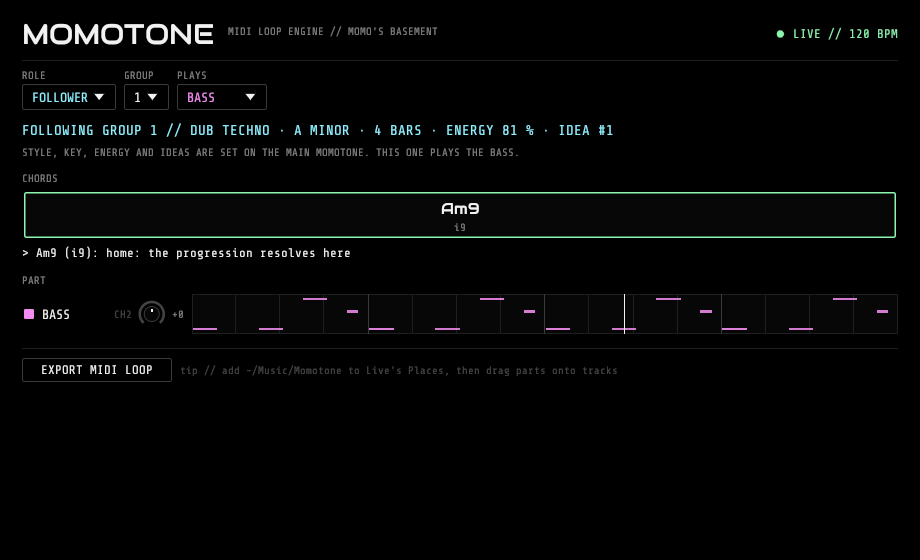 MOMOTONE
MIDI LOOP ENGINE // MOMO'S BASEMENT
LIVE // 120 BPM
ROLE GROUP PLAYS
FOLLOWER 1 BASS
FOLLOWING GROUP 1 // DUB TECHNO · A MINOR · 4 BARS · ENERGY 81 % · IDEA #1
STYLE, KEY, ENERGY AND IDEAS ARE SET ON THE MAIN MOMOTONE. THIS ONE PLAYS THE BASS.
CHORDS
Am9
i9
> Am9 (i9): home: the progression resolves here
PART
BASS CH2 +0
EXPORT MIDI LOOP
tip // add ~/Music/Momotone to Live's Places, then drag parts onto tracks